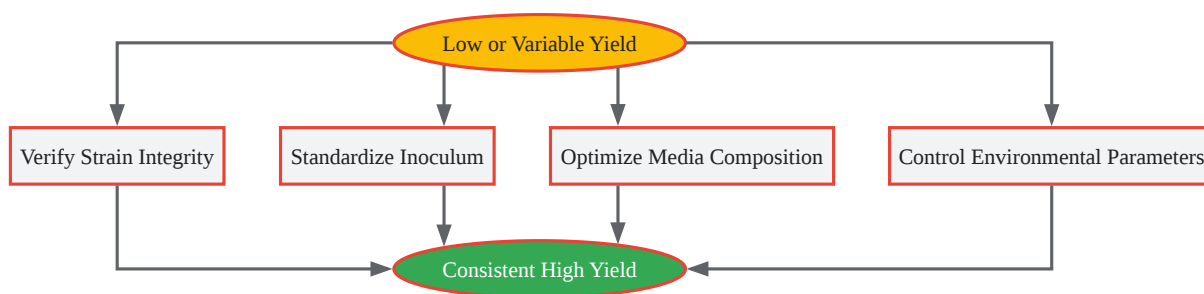 Low or Variable Yield
Verify Strain Integrity
Standardize Inoculum
Optimize Media Composition
Control Environmental Parameters
Consistent High Yield